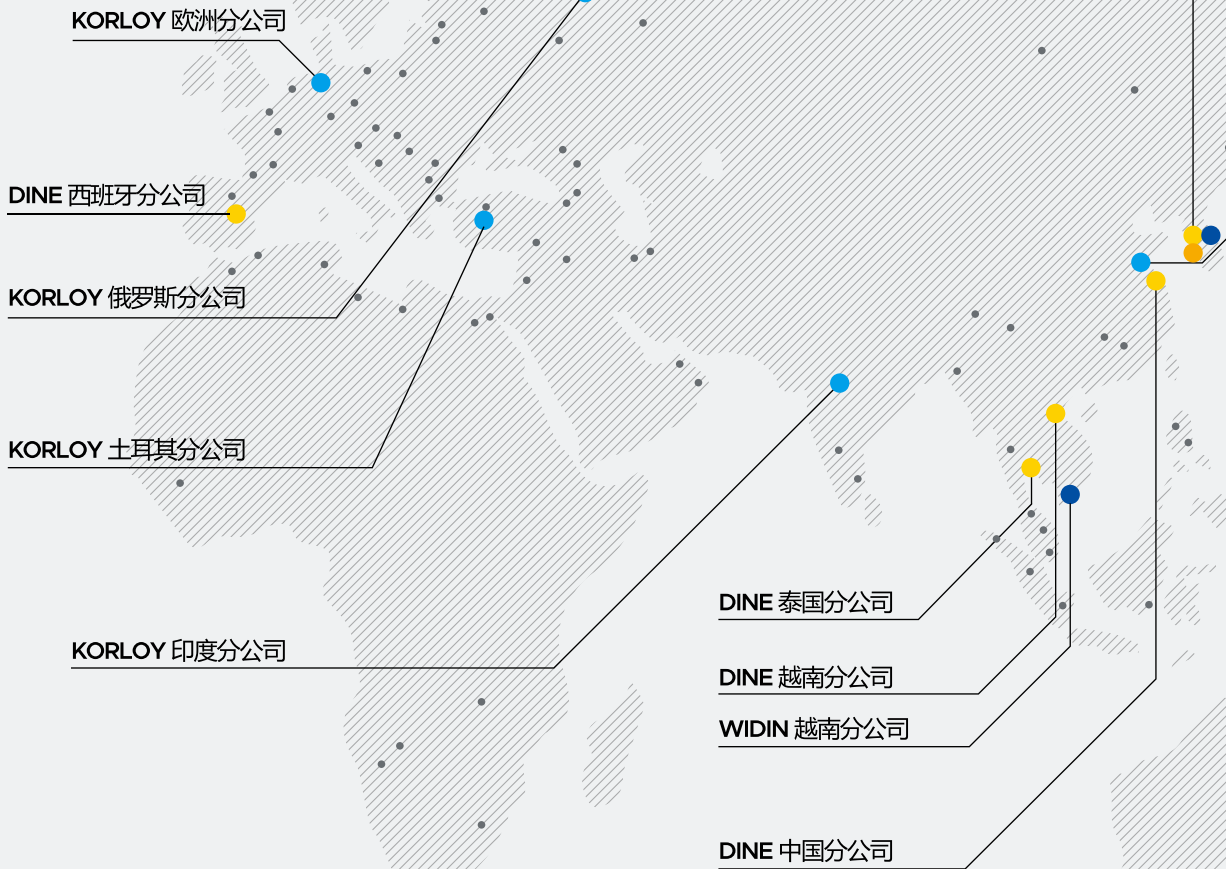 KORLOY 欧洲分公司
DINE 西班牙分公司
KORLOY 俄罗斯分公司
KORLOY 土耳其分公司
KORLOY 印度分公司
DINE 泰国分公司
DINE 越南分公司
WIDIN 越南分公司
DINE 中国分公司